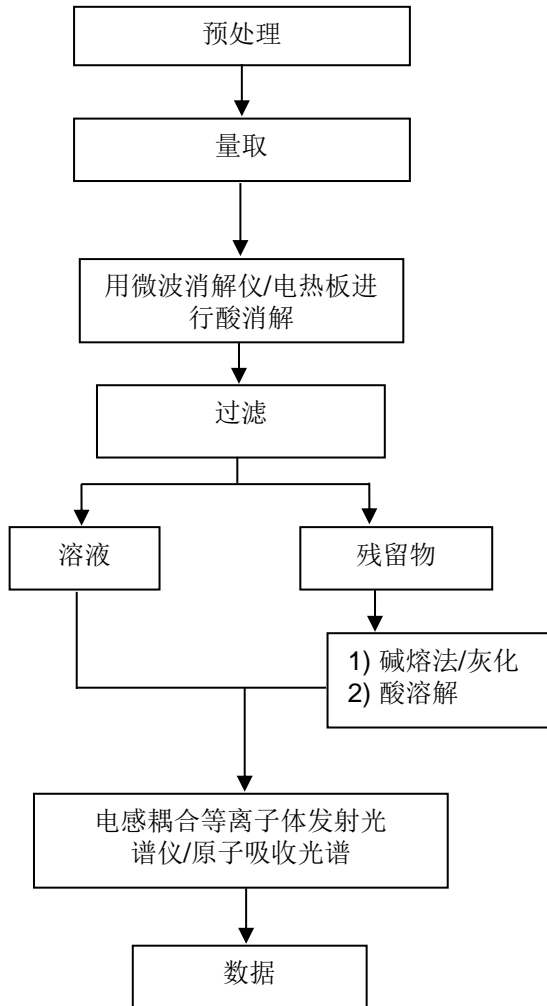 预处理
量取
用微波消解仪/电热板进
行酸消解
过滤
溶液
残留物
1) 碱熔法/灰化
2) 酸溶解
电感耦合等离子体发射光
谱仪/原子吸收光谱
数据